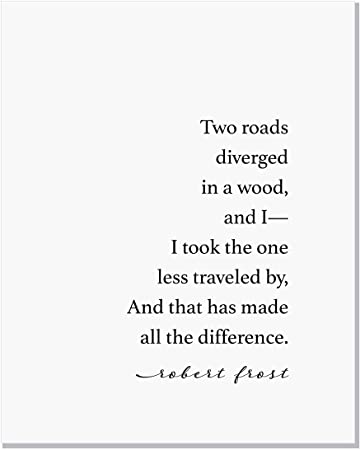 Two roads
diverged
in a wood,
and I—
I took the one
less traveled by,
And that has made
all the difference.
robert frost